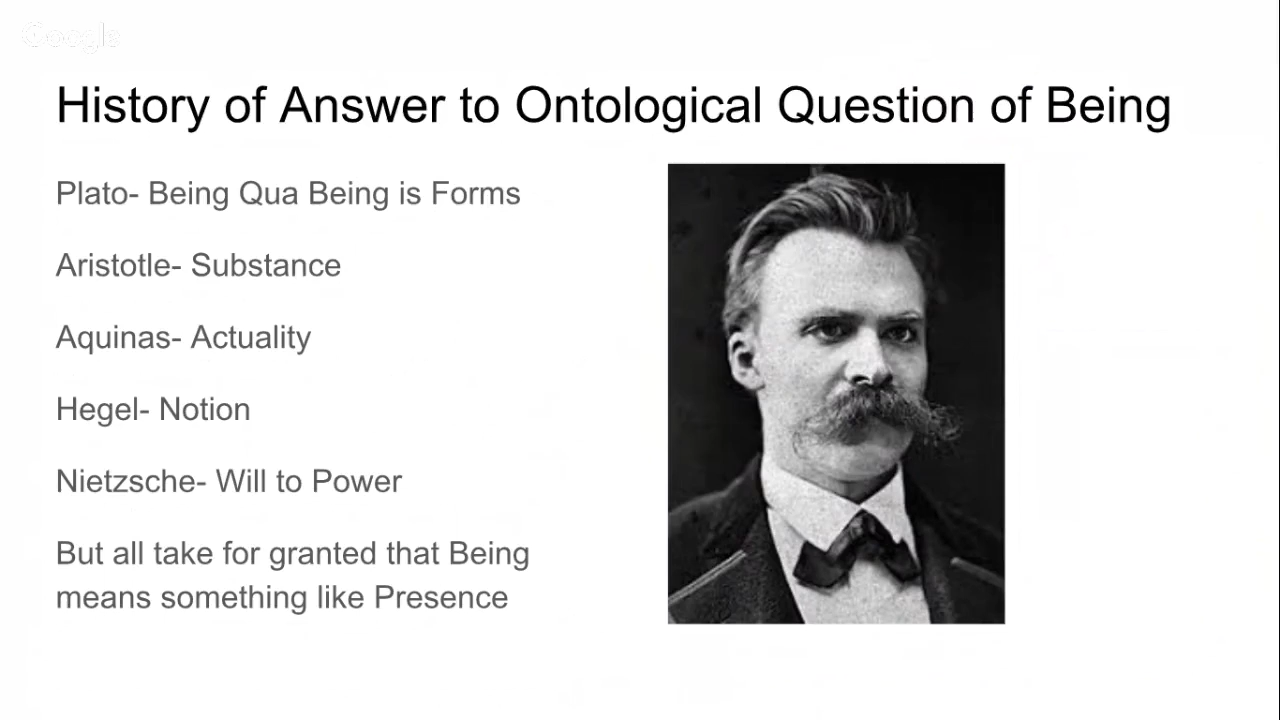 Google
History of Answer to Ontological Question of Being
Plato- Being Qua Being is Forms
Aristotle- Substance
Aquinas- Actuality
Hegel- Notion
Nietzsche- Will to Power
But all take for granted that Being
means something like Presence